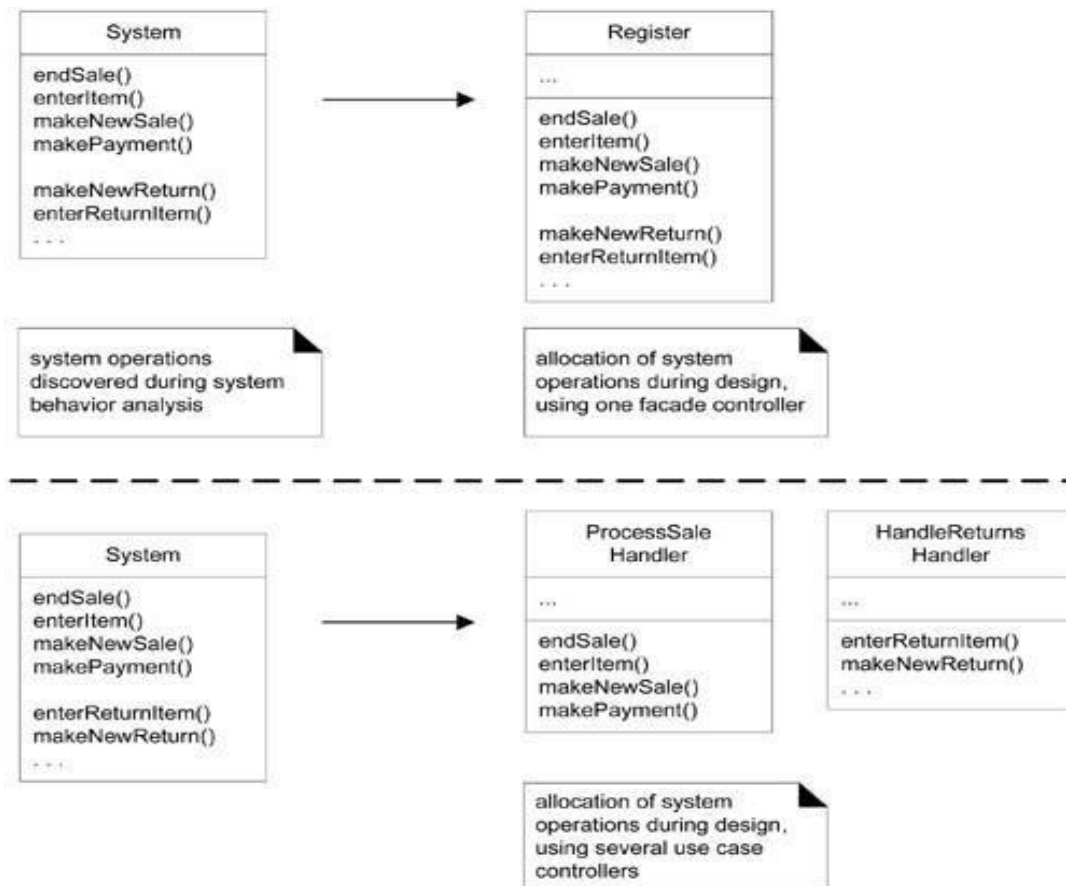 System
endSale()
enterItem()
makeNewSale()
makePayment()
makeNewReturn()
enterReturnItem()
. . .
Register
...
endSale()
enterItem()
makeNewSale()
makePayment()
makeNewReturn()
enterReturnItem()
. . .
system operations
discovered during system
behavior analysis
allocation of system
operations during design,
using one facade controller
System
endSale()
enterItem()
makeNewSale()
makePayment()
enterReturnItem()
makeNewReturn()
. . .
ProcessSale
Handler
...
endSale()
enterItem()
makeNewSale()
makePayment()
HandleReturns
Handler
...
enterReturnItem()
makeNewReturn()
. . .
allocation of system
operations during design,
using several use case
controllers